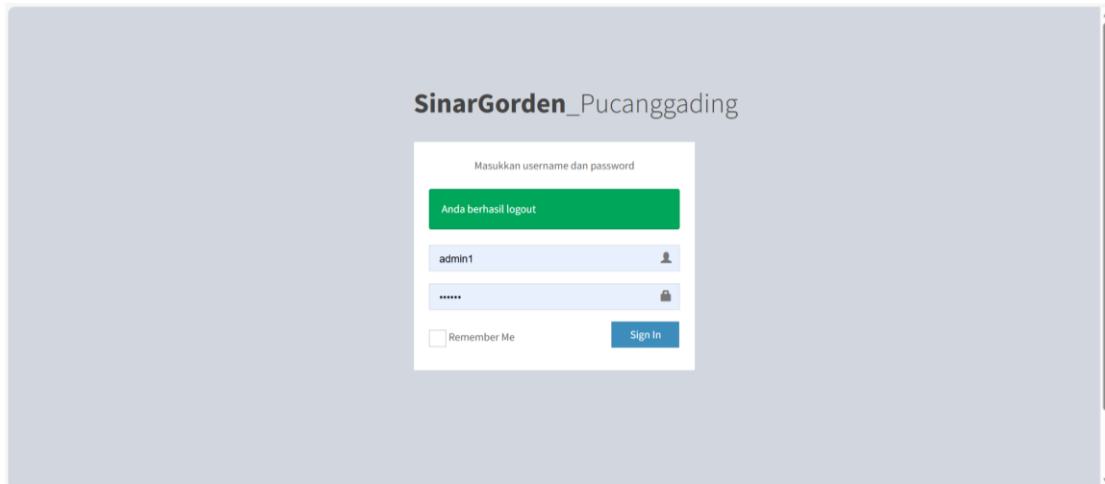 SinarGorden_Pucanggading
Masukkan username dan password
Anda berhasil logout
admin1
••••••
Remember Me
Sign In